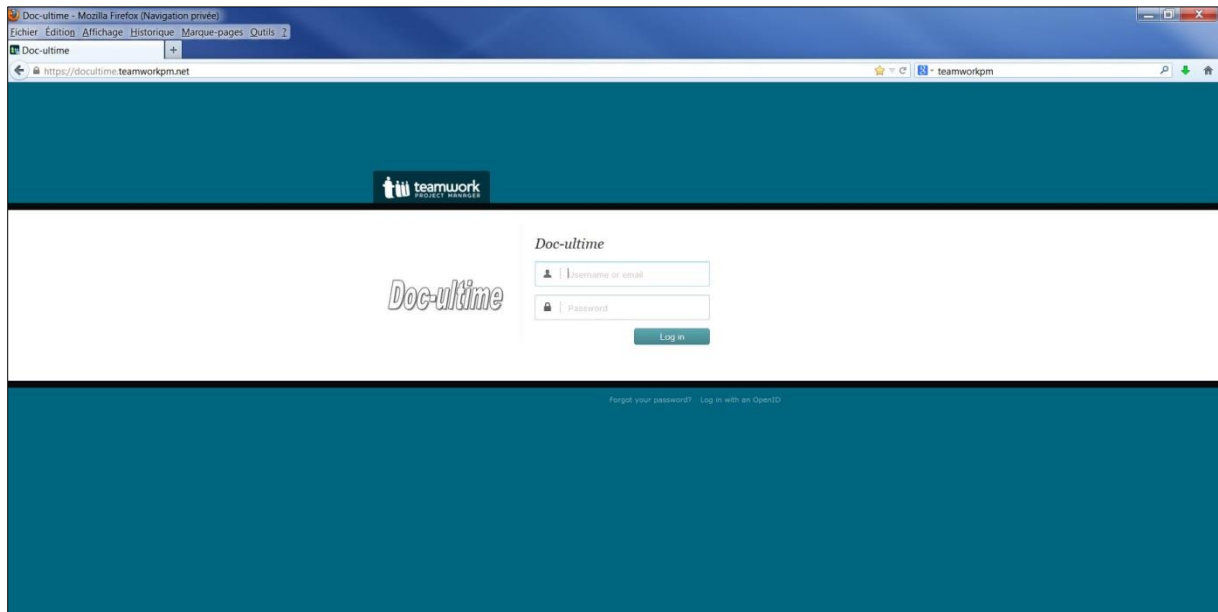 Doc-ultime - Mozilla Firefox (Navigation privée)
Fichier Édition Affichage Historique Marque-pages Outils ?
Doc-ultime
https://docultime.teamworkpm.net
teamworkpm
teamwork
PROJECT MANAGER
Doc-ultime
Username or email
Doc-ultime
Password
Log in
Forgot your password? Log in with an OpenID